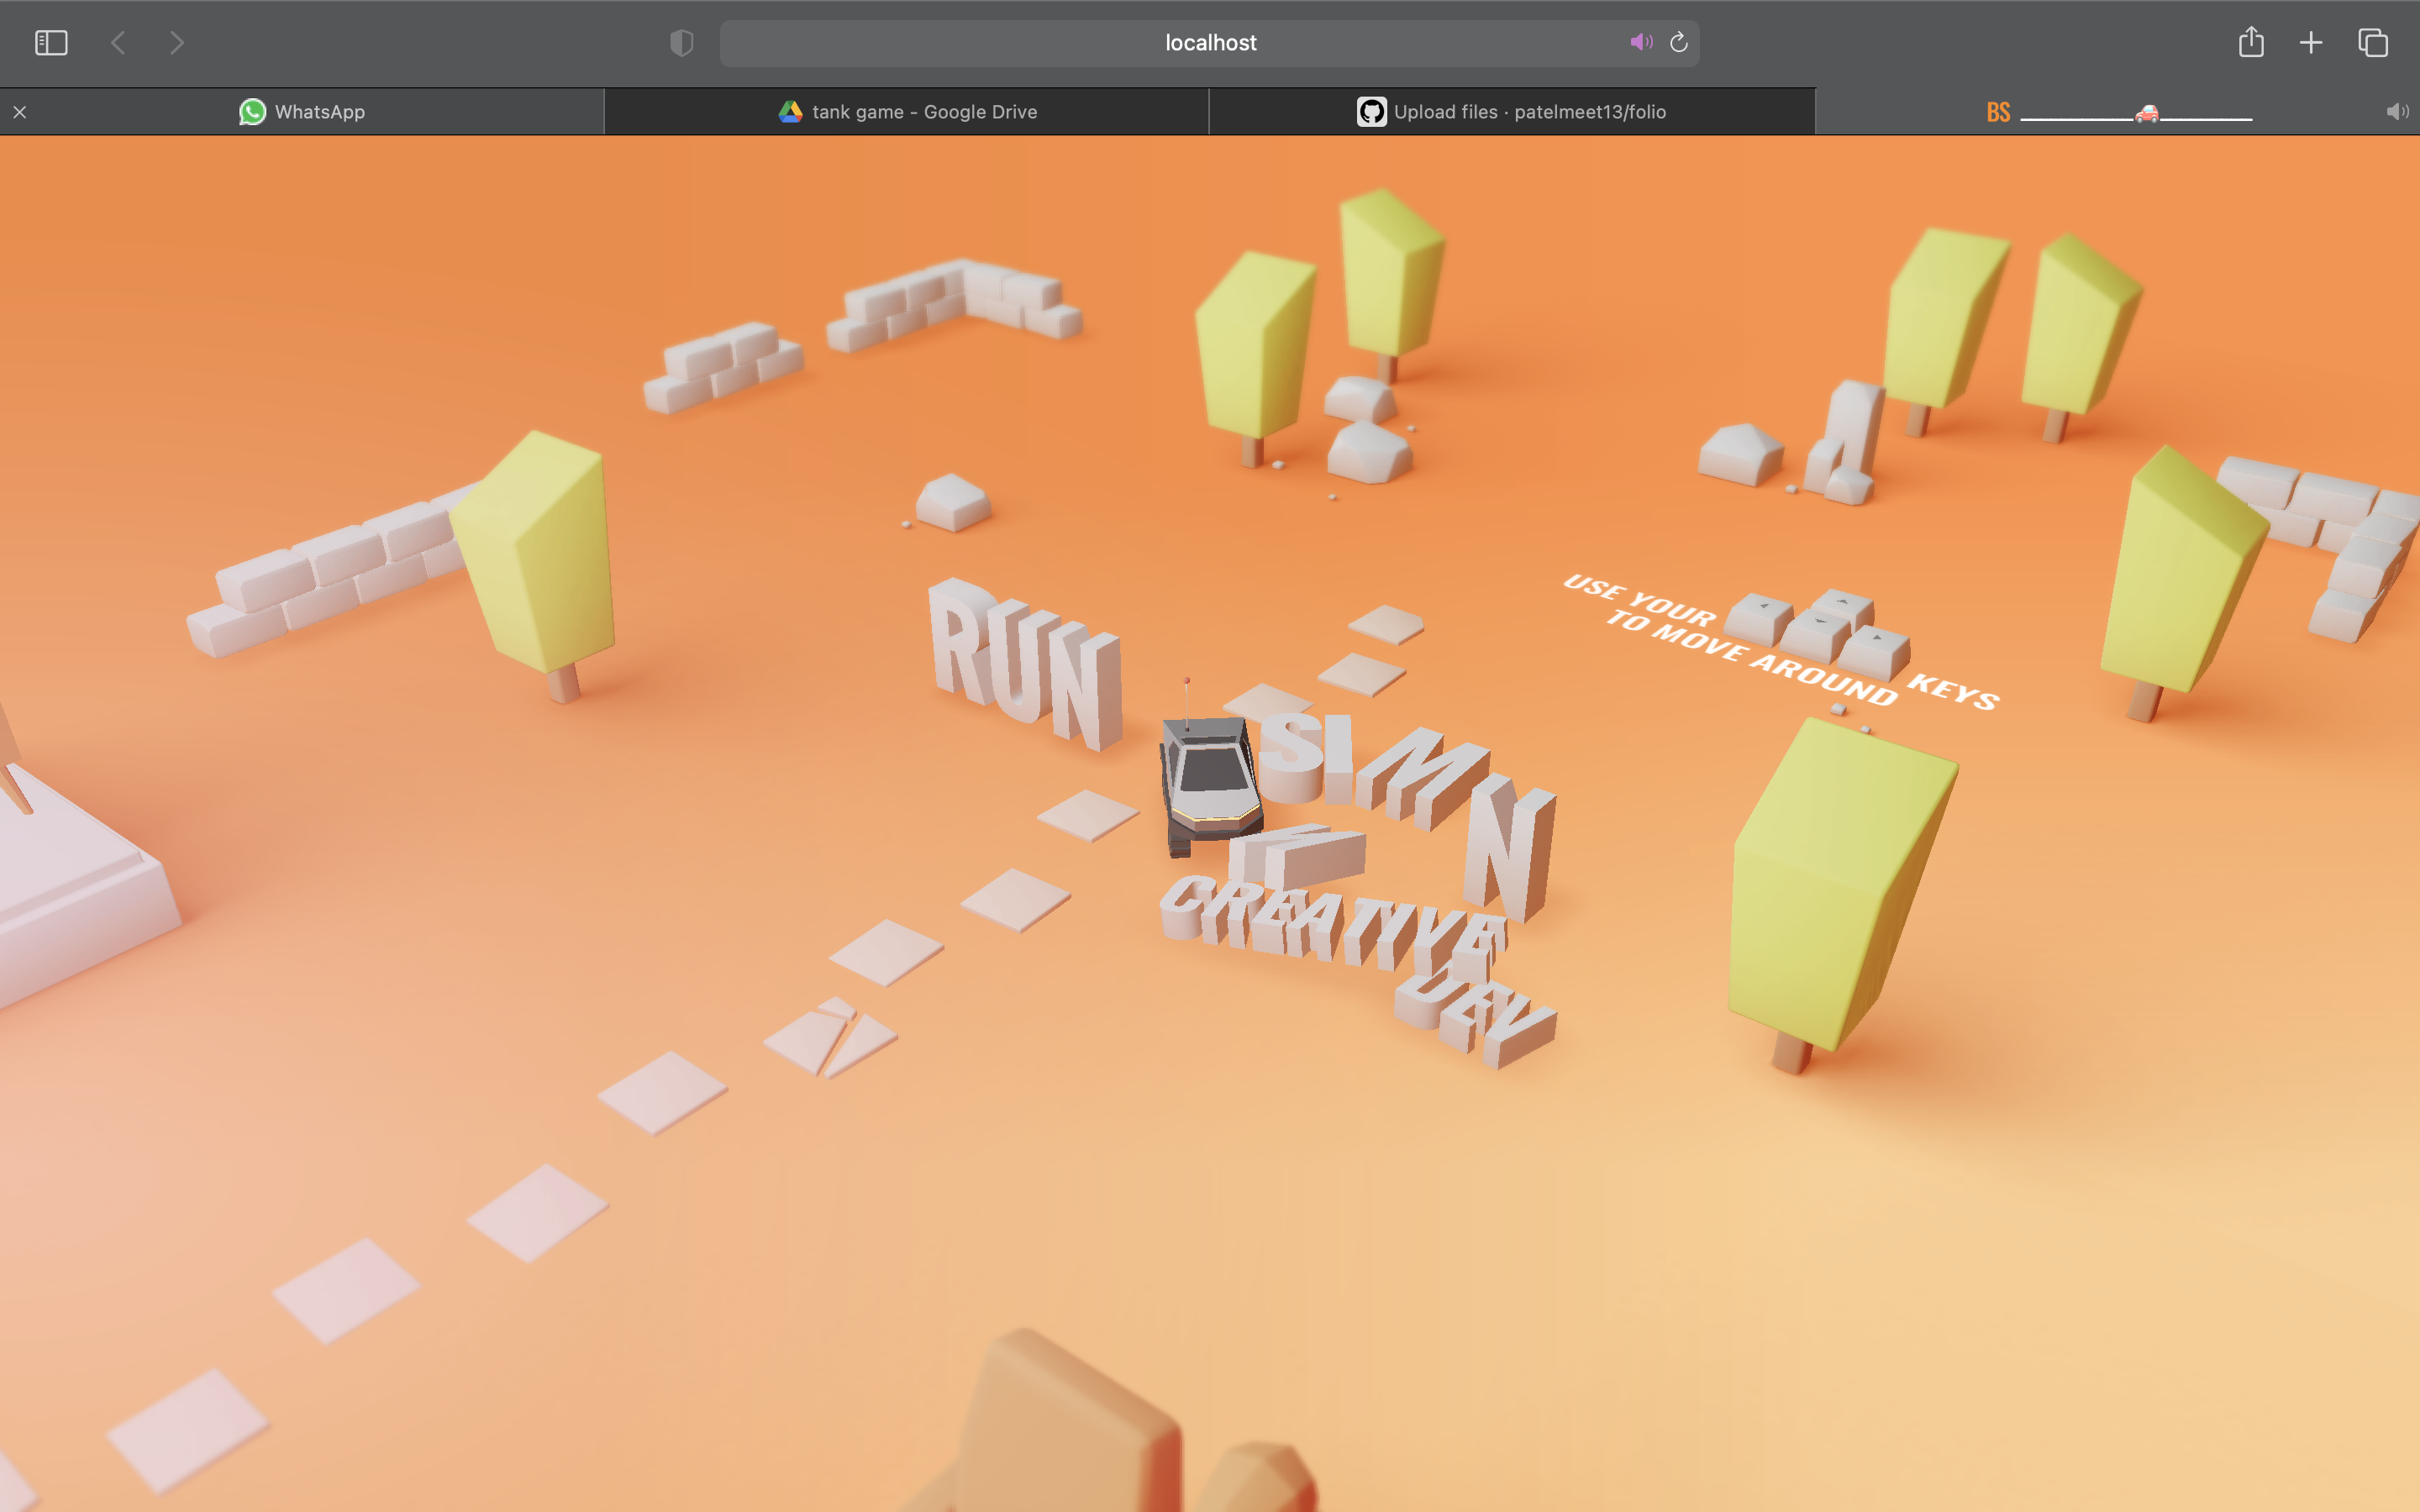 localhost
WhatsApp
tank game - Google Drive
Upload files · patelmeet13/folio
BS
RUN
SIM N
CREATIVE
DEV
USE YOUR KEYS
TO MOVE AROUND